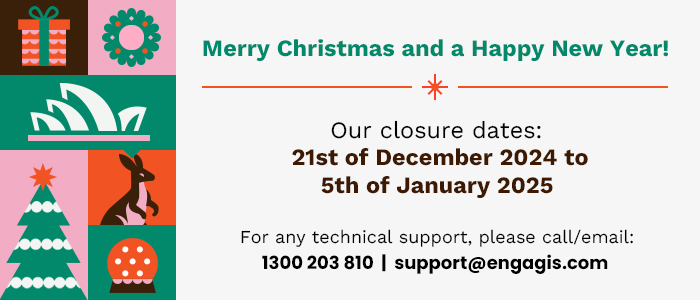 Merry Christmas and a Happy New Year!
Our closure dates:
21st of December 2024 to
5th of January 2025
For any technical support, please call/email:
1300 203 810 | support@engagis.com